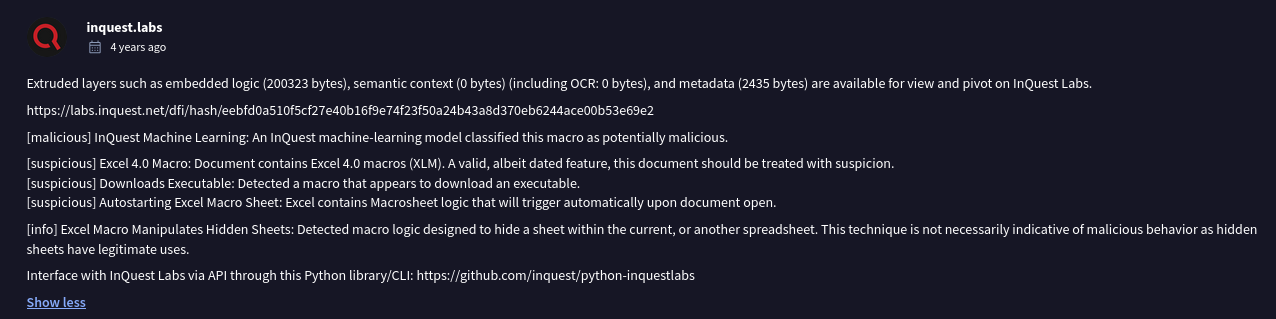 inquest.labs
4 years ago
Extruded layers such as embedded logic (200323 bytes), semantic context (0 bytes) (including OCR: 0 bytes), and metadata (2435 bytes) are available for view and pivot on InQuest Labs.
https://labs.inquest.net/dfi/hash/eebfd0a510f5cf27e40b16f9e74f23f50a24b43a8d370eb6244ace00b53e69e2
[malicious] InQuest Machine Learning: An InQuest machine-learning model classified this macro as potentially malicious.
[suspicious] Excel 4.0 Macro: Document contains Excel 4.0 macros (XLM). A valid, albeit dated feature, this document should be treated with suspicion.
[suspicious] Downloads Executable: Detected a macro that appears to download an executable.
[suspicious] Autostarting Excel Macro Sheet: Excel contains Macrosheet logic that will trigger automatically upon document open.
[info] Excel Macro Manipulates Hidden Sheets: Detected macro logic designed to hide a sheet within the current, or another spreadsheet. This technique is not necessarily indicative of malicious behavior as hidden
sheets have legitimate uses.
Interface with InQuest Labs via API through this Python library/CLI: https://github.com/inquest/python-inquestlabs
Show less